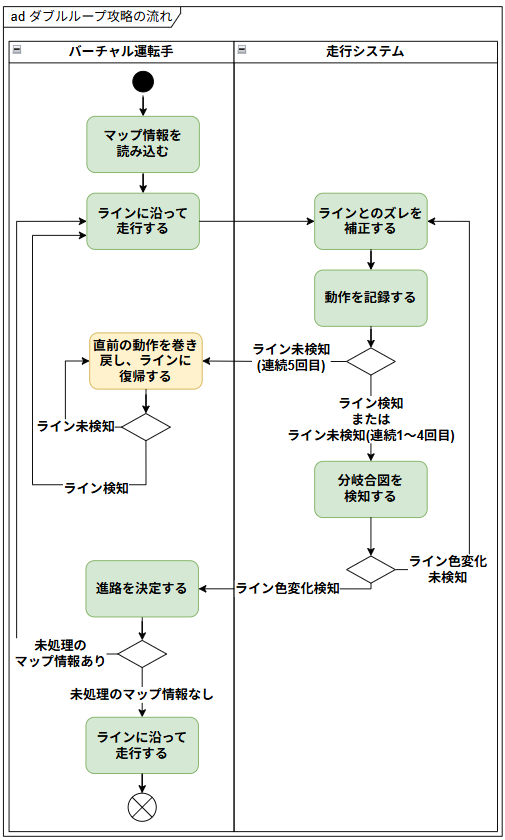 ad ダブルループ攻略の流れ
バーチャル運転手
走行システム
マップ情報を
読み込む
ラインに沿って
走行する
ラインとのズレを
補正する
動作を記録する
直前の動作を巻き
戻し、ラインに
復帰する
ライン未検知
(連続5回目)
ライン検知
または
ライン未検知(連続1〜4回目)
ライン未検知
ライン検知
分岐合図を
検知する
ライン色変化
未検知
ライン色変化検知
進路を決定する
未処理の
マップ情報あり
未処理のマップ情報なし
ラインに沿って
走行する